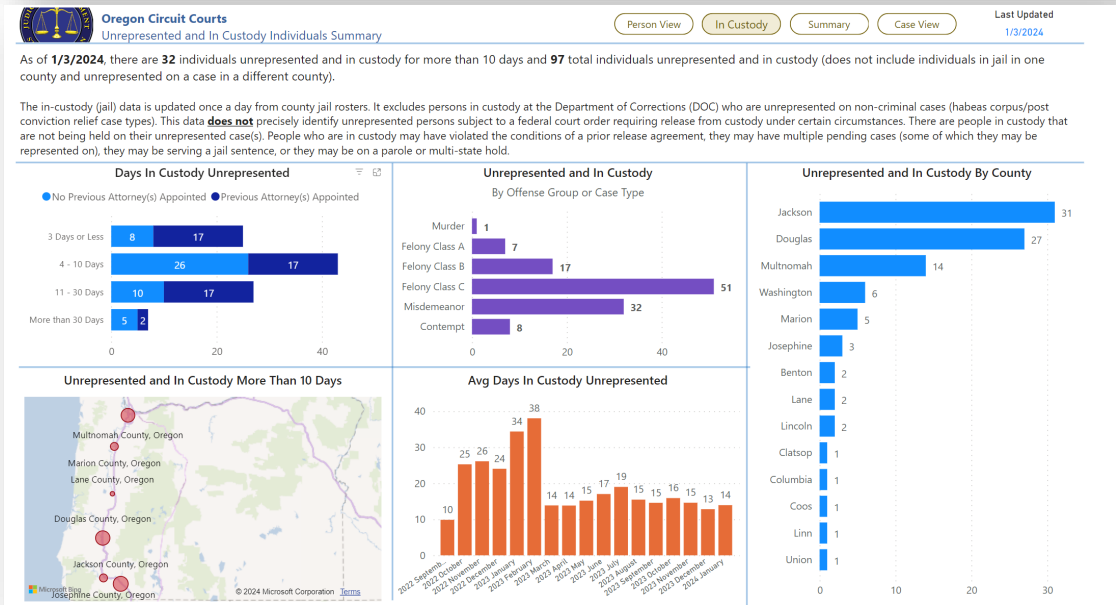 Oregon Circuit Courts
Unrepresented and In Custody Individuals Summary
Person View
In Custody
Summary
Case View
Last Updated
1/3/2024
As of 1/3/2024, there are 32 individuals unrepresented and in custody for more than 10 days and 97 total individuals unrepresented and in custody (does not include individuals in jail in one
county and unrepresented on a case in a different county).
The in-custody (jail) data is updated once a day from county jail rosters. It excludes persons in custody at the Department of Corrections (DOC) who are unrepresented on non-criminal cases (habeas corpus/post
conviction relief case types). This data does not precisely identify unrepresented persons subject to a federal court order requiring release from custody under certain circumstances. There are people in custody that
are not being held on their unrepresented case(s). People who are in custody may have violated the conditions of a prior release agreement, they may have multiple pending cases (some of which they may be
represented on), they may be serving a jail sentence, or they may be on a parole or multi-state hold.
Days In Custody Unrepresented
No Previous Attorney(s) Appointed
Previous Attorney(s) Appointed
3 Days or Less 8 17
4 - 10 Days 26 17
11 - 30 Days 10 17
More than 30 Days 5 2
0 20 40
Unrepresented and In Custody
By Offense Group or Case Type
Murder 1
Felony Class A 7
Felony Class B 17
Felony Class C 51
Misdemeanor 32
Contempt 8
0 20 40
Unrepresented and In Custody By County
Jackson 31
Douglas 27
Multnomah 14
Washington 6
Marion 5
Josephine 3
Benton 2
Lane 2
Lincoln 2
Clatsop 1
Columbia 1
Coos 1
Linn 1
Union 1
0 10 20 30
Unrepresented and In Custody More Than 10 Days
Multnomah County, Oregon
Marion County, Oregon
Lane County, Oregon
Douglas County, Oregon
Jackson County, Oregon
Josephine County, Oregon
Microsoft Bing
© 2024 Microsoft Corporation Terms
Avg Days In Custody Unrepresented
40
30
20
10
0
10 25 26 24 34 38 14 14 15 17 19 15 15 16 15 13 14
2022 Septemb...
2022 October
2022 November
2022 December
2023 January
2023 February
2023 March
2023 April
2023 May
2023 June
2023 July
2023 August
2023 September
2023 October
2023 November
2023 December
2024 January